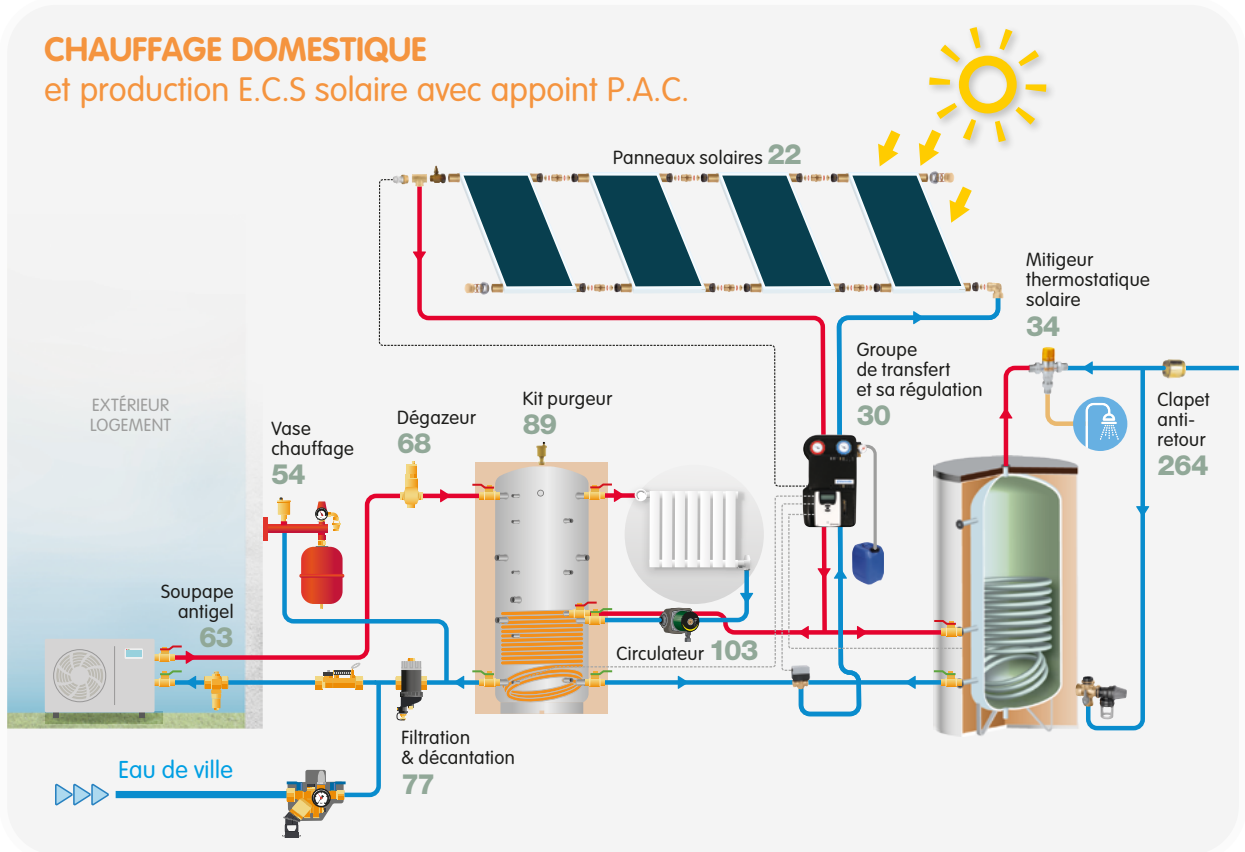 CHAUFFAGE DOMESTIQUE
et production E.C.S solaire avec appoint P.A.C.
Panneaux solaires 22
Mitigeur
thermostatique
solaire
34
Groupe
de transfert
et sa régulation
30
Clapet
anti-
retour
264
EXTÉRIEUR
LOGEMENT
Vase
chauffage
54
Dégazeur
68
Kit purgeur
89
Soupape
antigel
63
Circulateur 103
Filtration
& décantation
77
Eau de ville